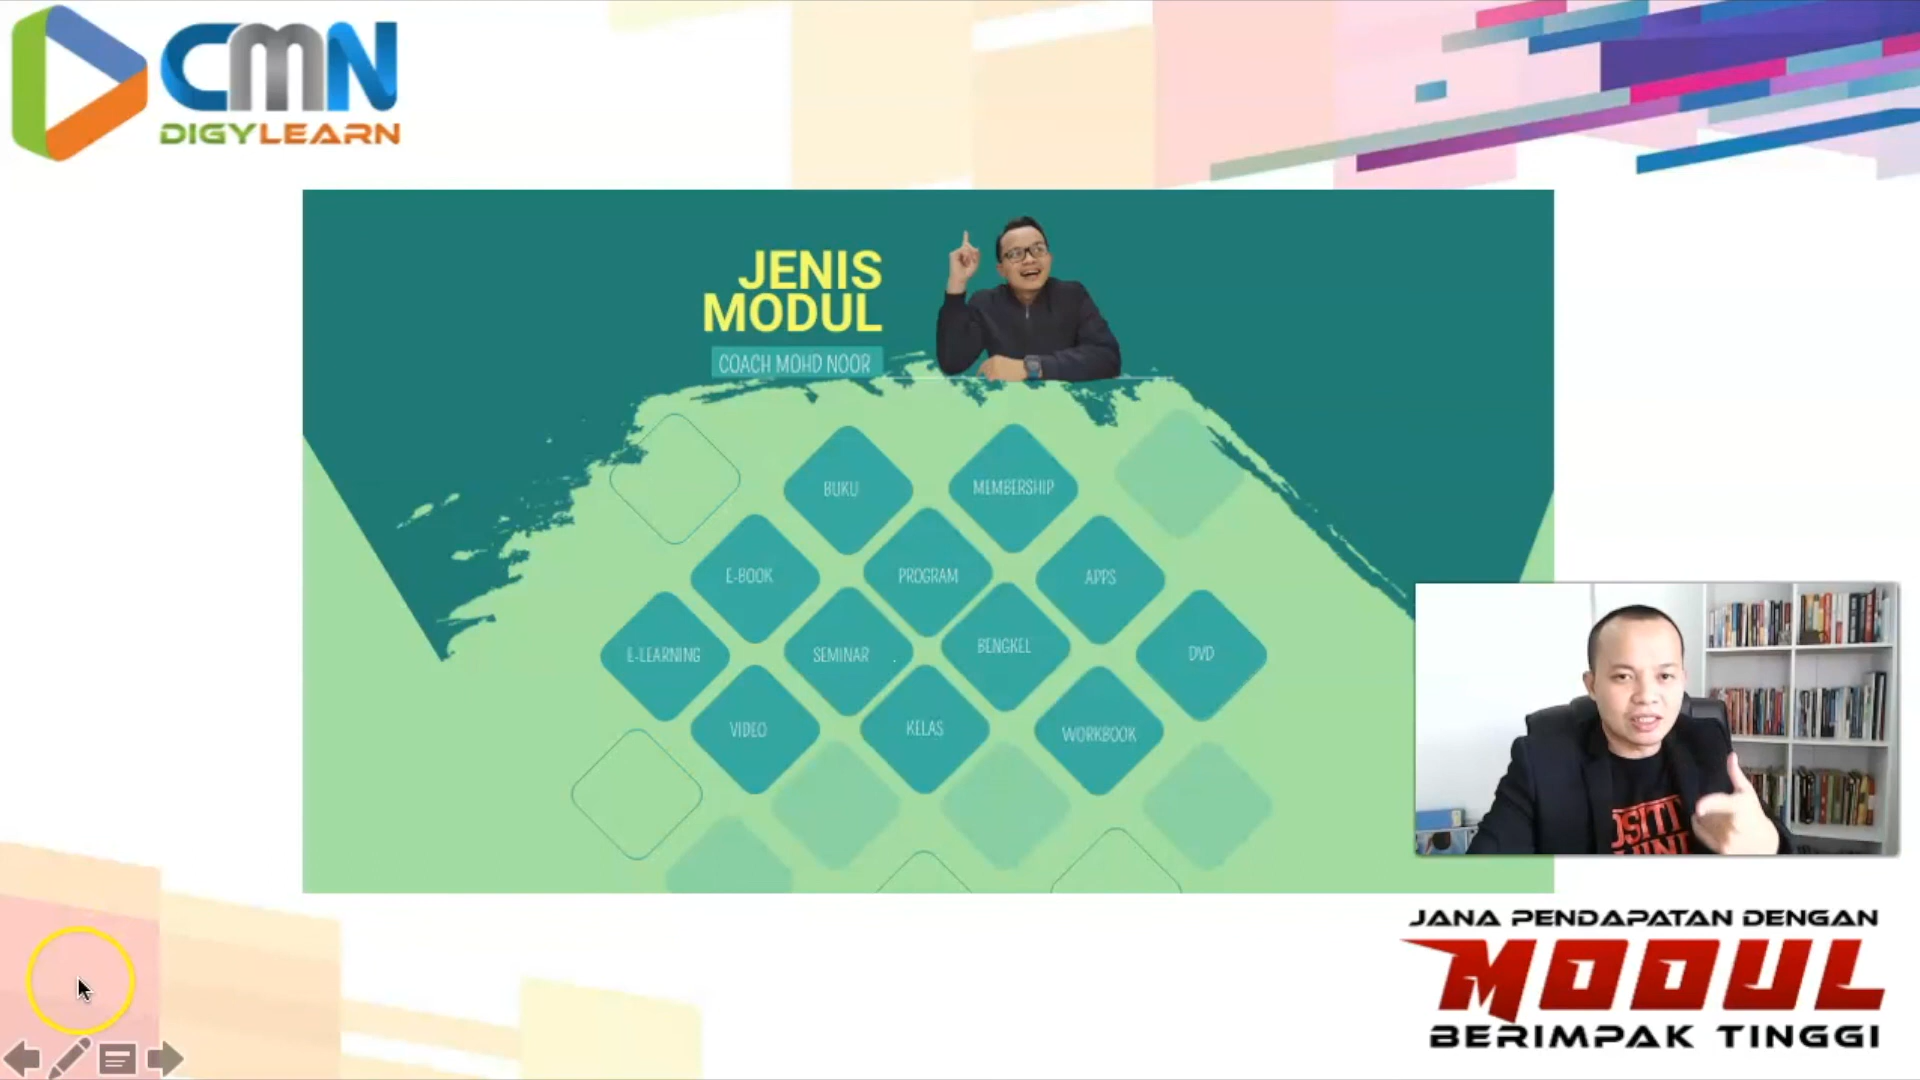 CMN
DIGYLEARN
JENIS
MODUL
COACH MOHD NOOR
BUKU
MEMBERSHIP
E-BOOK
PROGRAM
APPS
E-LEARNING
SEMINAR
BENGKEL
DVD
VIDEO
KELAS
WORKBOOK
JANA PENDAPATAN DENGAN
MODUL
BERIMPAK TINGGI